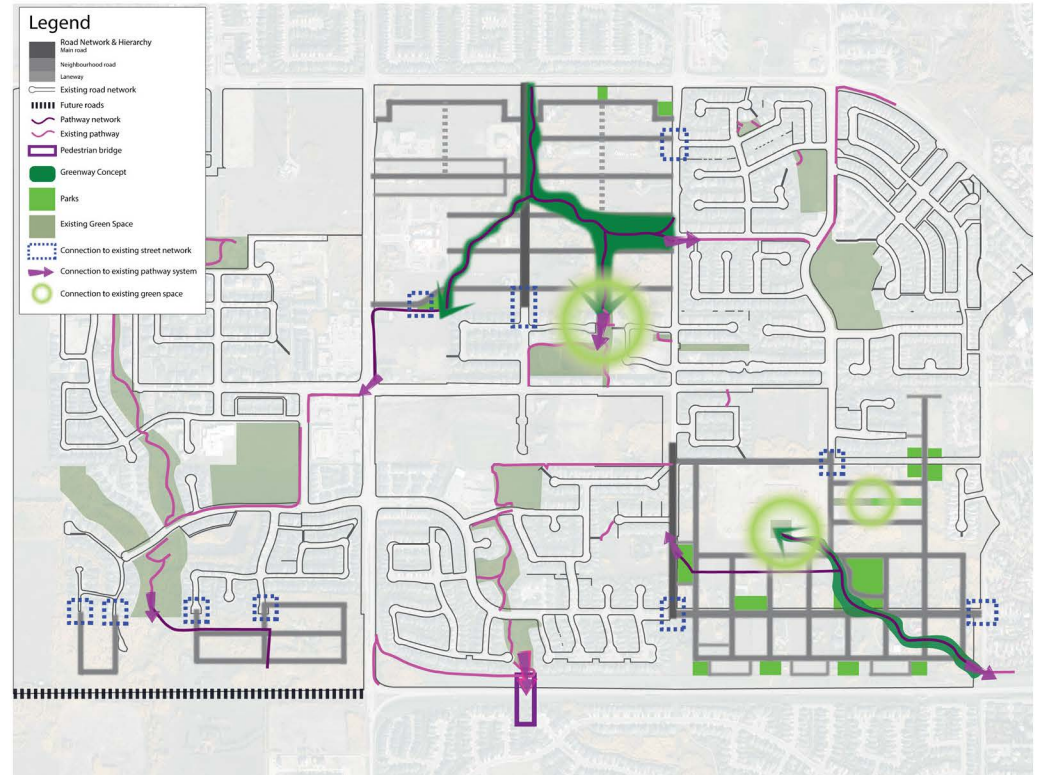 Legend
Road Network & Hierarchy
Main road
Neighbourhood road
Laneway
Existing road network
Future roads
Pathway network
Existing pathway
Pedestrian bridge
Greenway Concept
Parks
Existing Green Space
Connection to existing street network
Connection to existing pathway system
Connection to existing green space